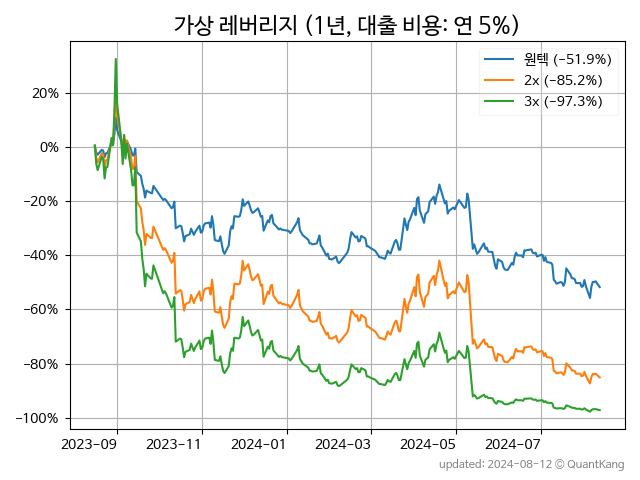 가상 레버리지 (1년, 대출 비용: 연 5%)
원텍 (−51.9%)
2x (−85.2%)
3x (−97.3%)
20%
0%
−20%
−40%
−60%
−80%
−100%
2023-09 2023-11 2024-01 2024-03 2024-05 2024-07
updated: 2024-08-12 © QuantKang